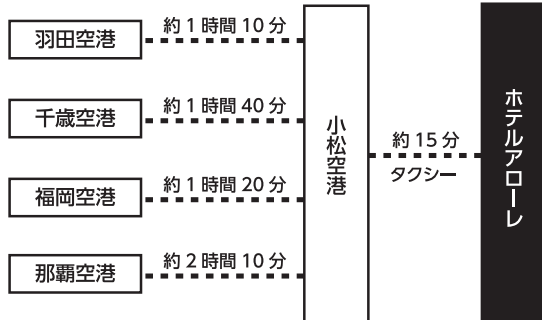 羽田空港
約1時間10分
千歳空港
約1時間40分
福岡空港
約1時間20分
那覇空港
約2時間10分
小松空港
約15分
タクシー
ホテルアローレ